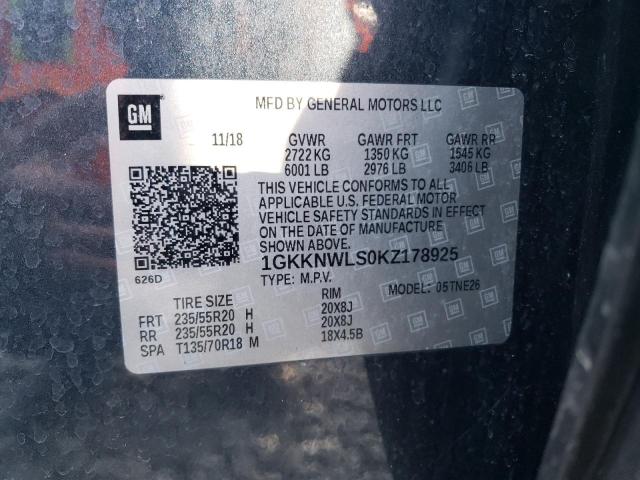 GM
MFD BY GENERAL MOTORS LLC
11/18 GVWR GAWR FRT GAWR RR
2722 KG 1350 KG 1545 KG
6001 LB 2976 LB 3406 LB
THIS VEHICLE CONFORMS TO ALL
APPLICABLE U.S. FEDERAL MOTOR
VEHICLE SAFETY STANDARDS IN EFFECT
ON THE DATE OF MANUFACTURE
SHOWN ABOVE.
1GKKNWLS0KZ178925
626D TYPE: M.P.V. MODEL: 05TNE26
TIRE SIZE RIM
FRT 235/55R20 H 20X8J
RR 235/55R20 H 20X8J
SPA T135/70R18 M 18X4.5B